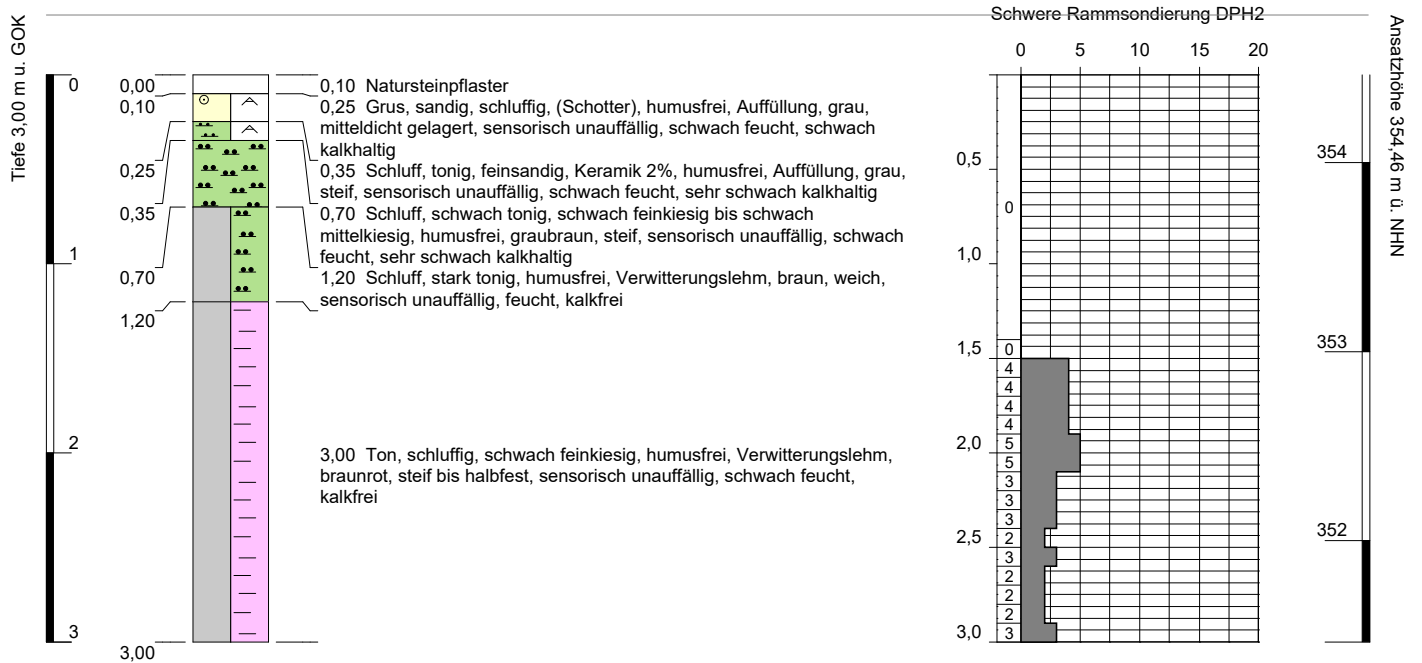 Schwere Rammsondierung DPH2
Tiefe 3,00 m u. GOK
0
1
2
3
0,00
0,10
0,25
0,35
0,70
1,20
3,00
0,10 Natursteinpflaster
0,25 Grus, sandig, schluffig, (Schotter), humusfrei, Auffüllung, grau,
mitteldicht gelagert, sensorisch unauffällig, schwach feucht, schwach
kalkhaltig
0,35 Schluff, tonig, feinsandig, Keramik 2%, humusfrei, Auffüllung, grau,
steif, sensorisch unauffällig, schwach feucht, sehr schwach kalkhaltig
0,70 Schluff, schwach tonig, schwach feinkiesig bis schwach
mittelkiesig, humusfrei, graubraun, steif, sensorisch unauffällig, schwach
feucht, sehr schwach kalkhaltig
1,20 Schluff, stark tonig, humusfrei, Verwitterungslehm, braun, weich,
sensorisch unauffällig, feucht, kalkfrei
3,00 Ton, schluffig, schwach feinkiesig, humusfrei, Verwitterungslehm,
braunrot, steif bis halbfest, sensorisch unauffällig, schwach feucht,
kalkfrei
0 5 10 15 20
0,5
1,0
1,5
2,0
2,5
3,0
0
0
4
4
4
4
5
5
3
3
3
2
3
2
2
2
3
354
353
352
Ansatzhöhe 354,46 m ü. NHN